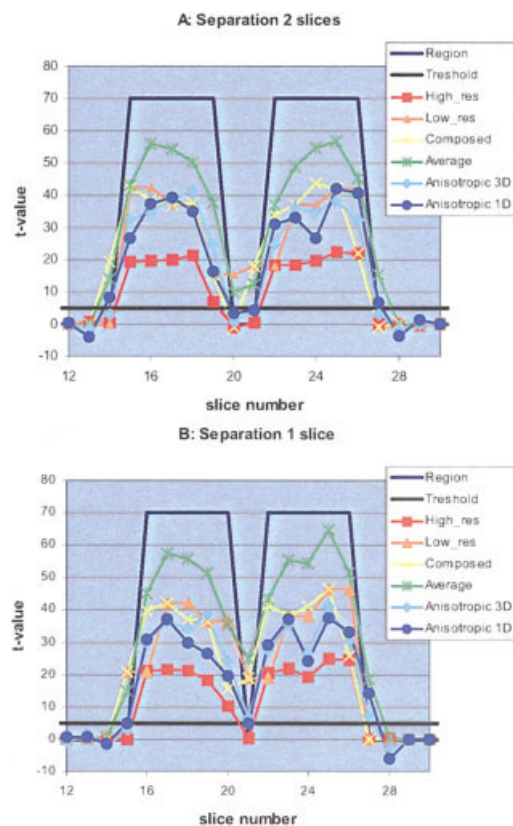 A: Separation 2 slices
80
70
60
50
40
30
20
10
0
-10
t-value
12 16 20 24 28
slice number
Region
Treshold
High_res
Low_res
Composed
Average
Anisotropic 3D
Anisotropic 1D
B: Separation 1 slice
80
70
60
50
40
30
20
10
0
-10
t-value
12 16 20 24 28
slice number
Region
Treshold
High_res
Low_res
Composed
Average
Anisotropic 3D
Anisotropic 1D